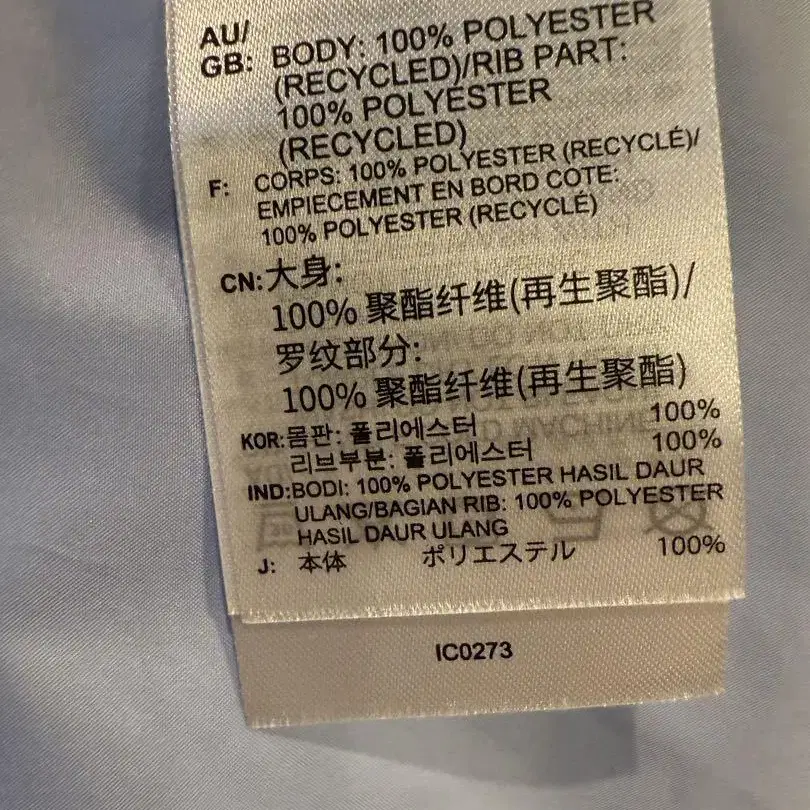 AU/
GB: BODY: 100% POLYESTER
(RECYCLED)/RIB PART:
100% POLYESTER
(RECYCLED)
F: CORPS: 100% POLYESTER (RECYCLÉ)/
EMPIECEMENT EN BORD COTE:
100% POLYESTER (RECYCLÉ)
CN: 大身:
100% 聚酯纤维(再生聚酯)/
罗纹部分:
100% 聚酯纤维(再生聚酯)
KOR: 몸판: 폴리에스터 100%
리브부분: 폴리에스터 100%
IND: BODI: 100% POLYESTER HASIL DAUR
ULANG/BAGIAN RIB: 100% POLYESTER
HASIL DAUR ULANG
J: 本体 ポリエステル 100%
IC0273